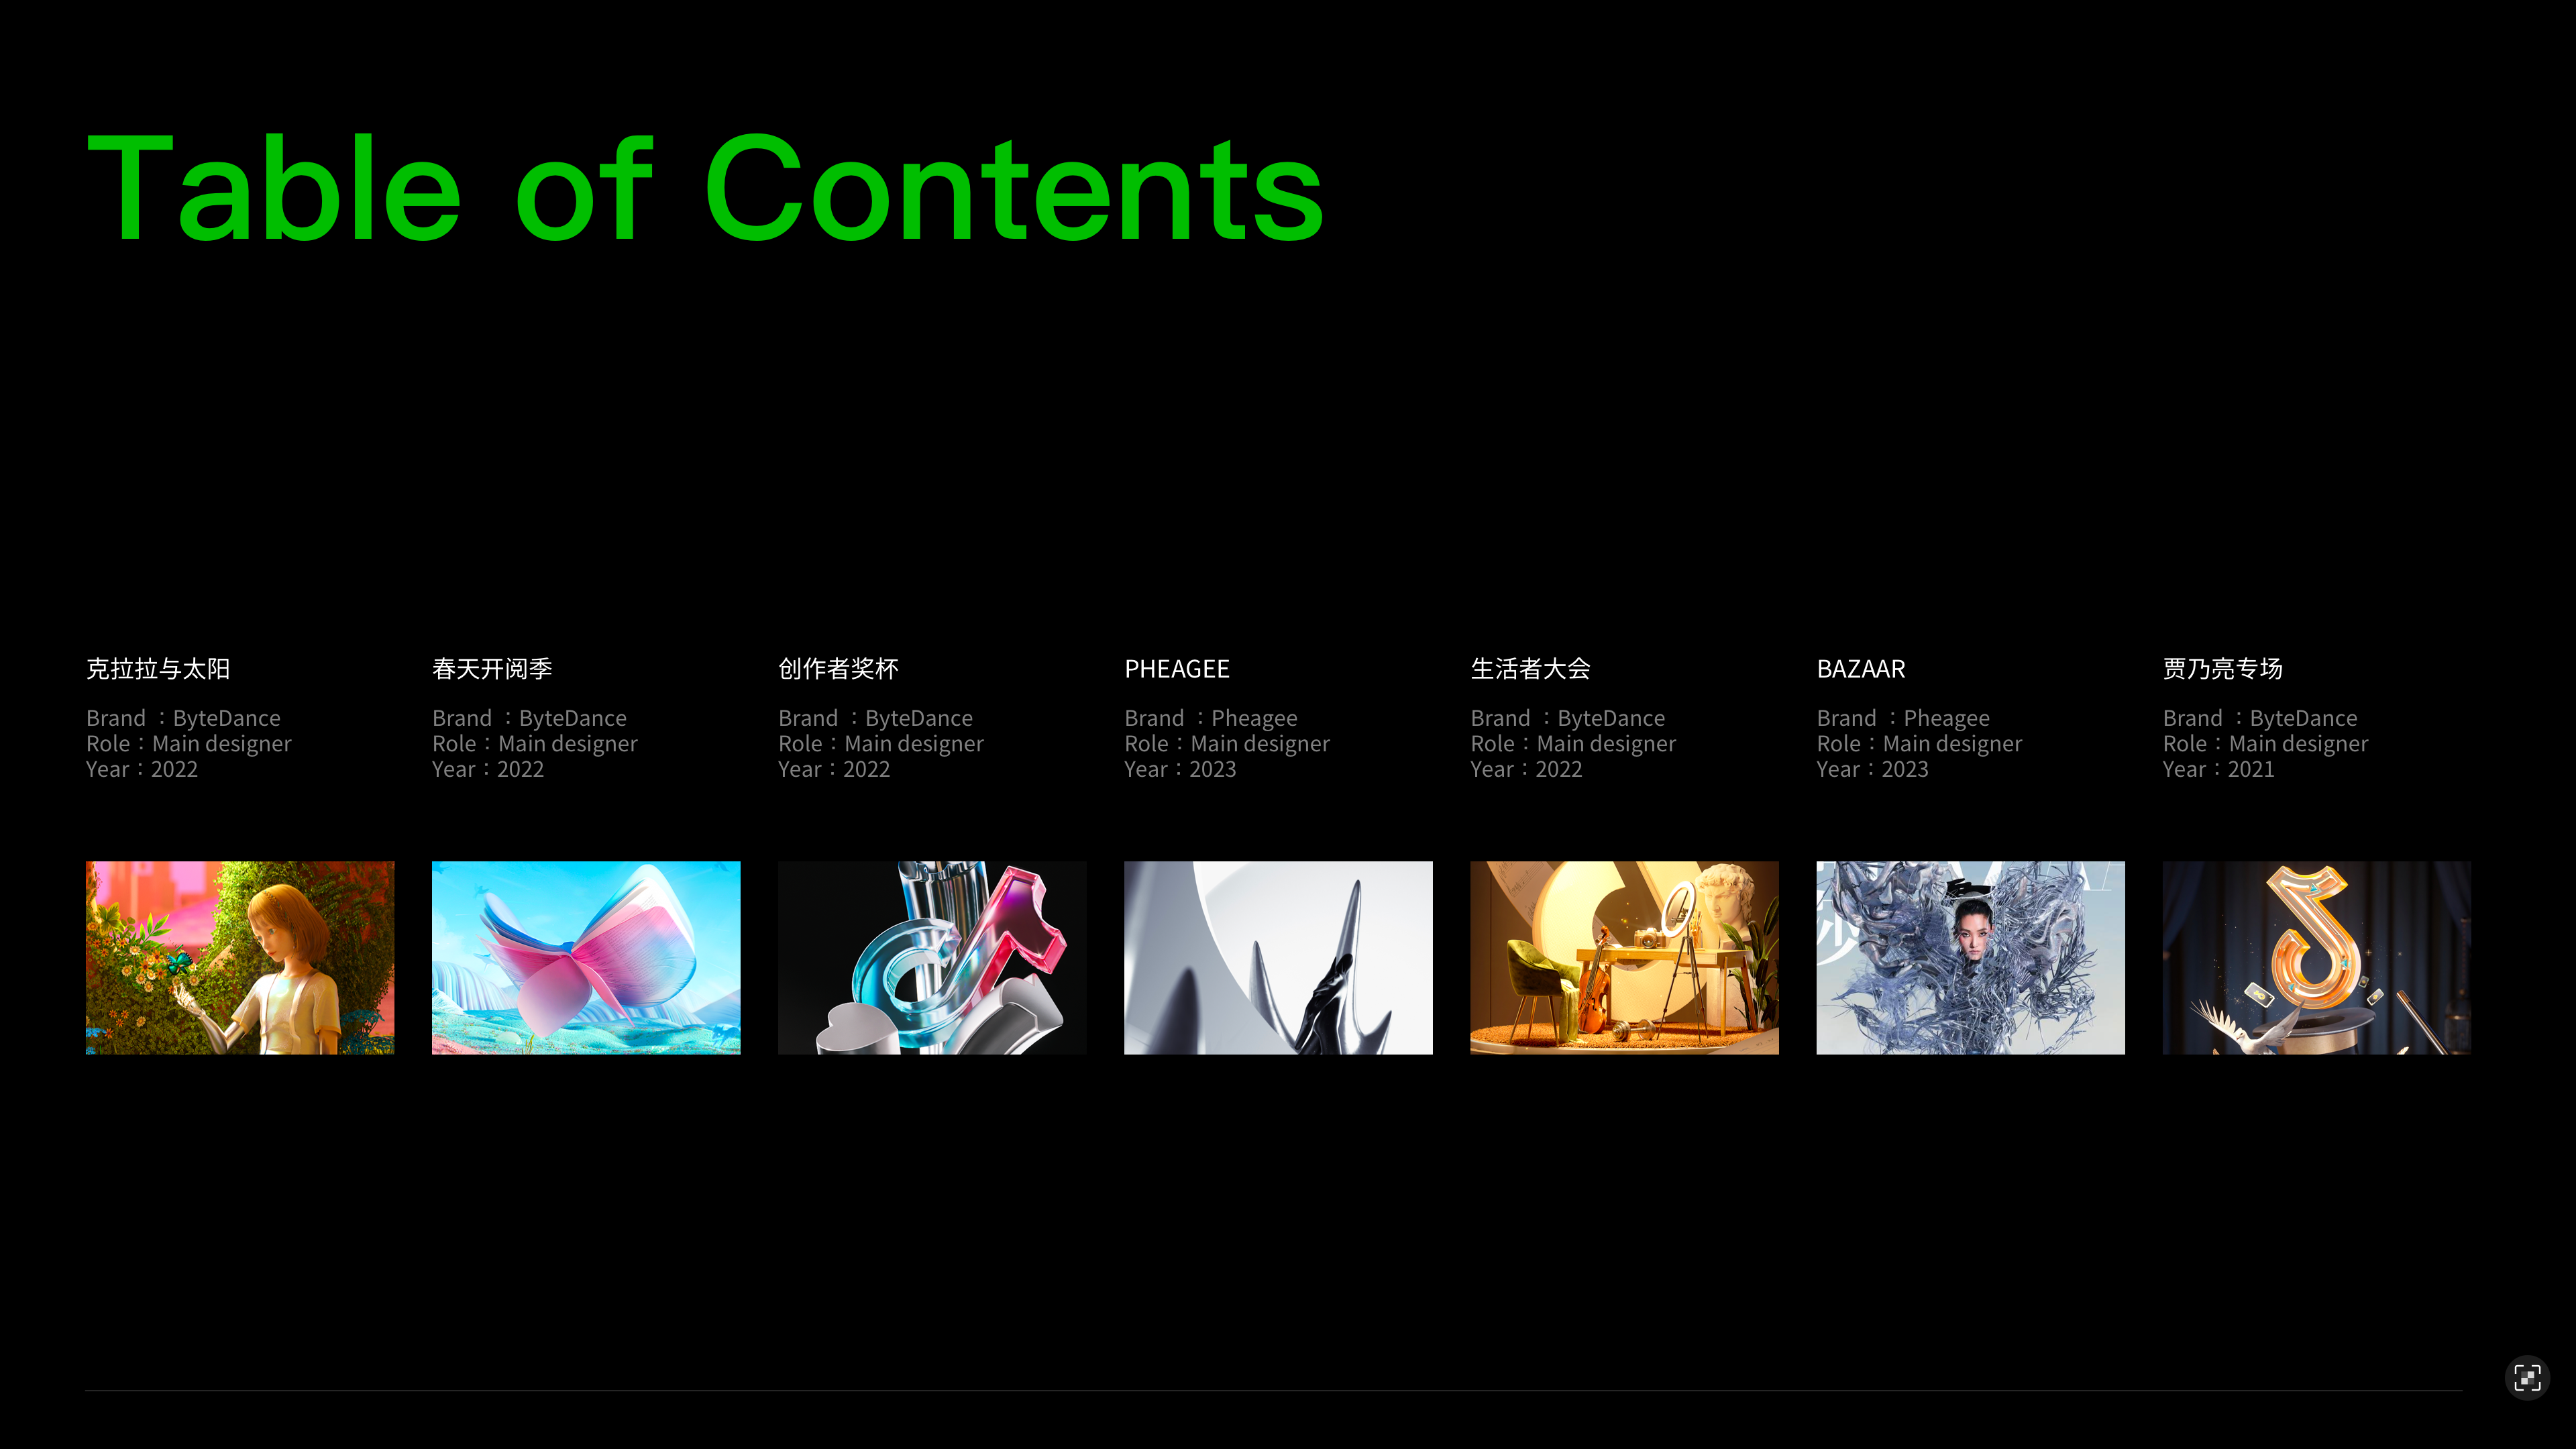 Table of Contents
克拉拉与太阳
Brand ：ByteDance
Role：Main designer
Year：2022
春天开阅季
Brand ：ByteDance
Role：Main designer
Year：2022
创作者奖杯
Brand ：ByteDance
Role：Main designer
Year：2022
PHEAGEE
Brand ：Pheagee
Role：Main designer
Year：2023
生活者大会
Brand ：ByteDance
Role：Main designer
Year：2022
BAZAAR
Brand ：Pheagee
Role：Main designer
Year：2023
贾乃亮专场
Brand ：ByteDance
Role：Main designer
Year：2021